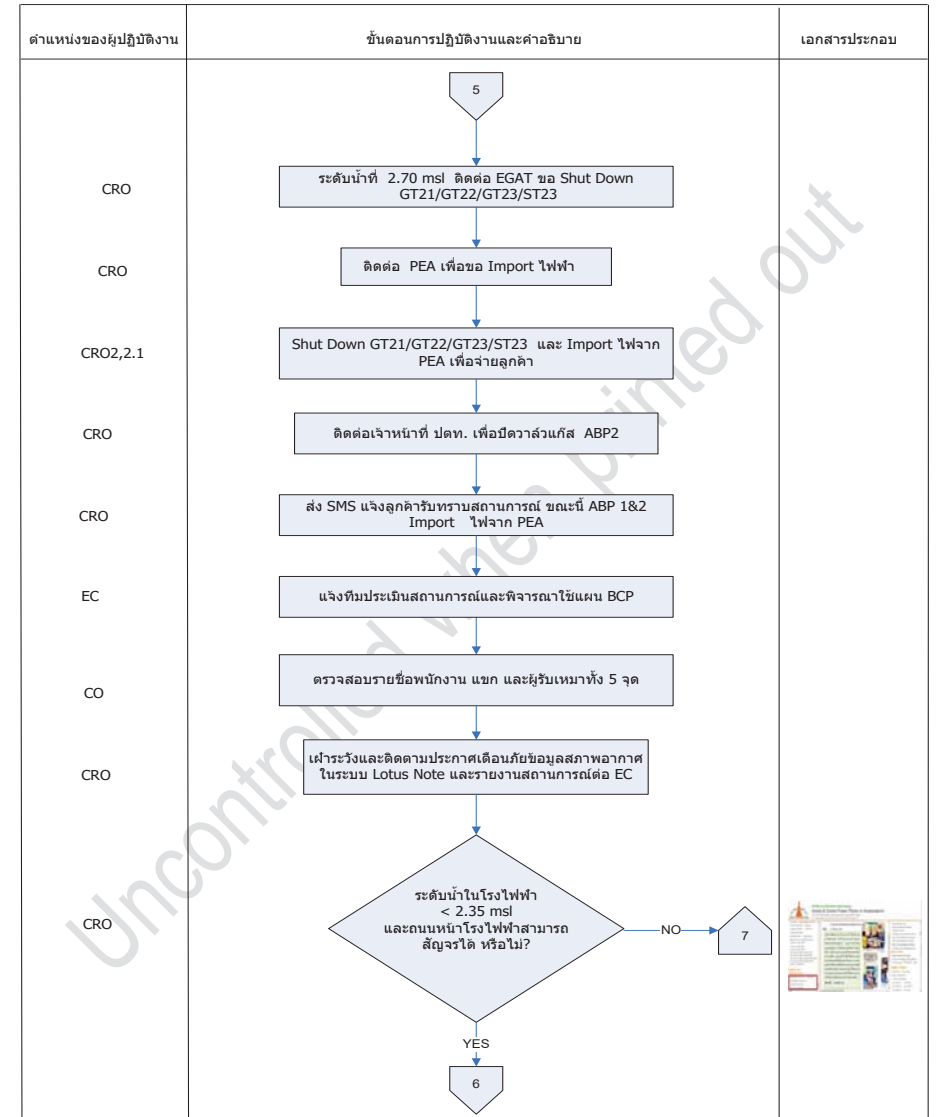 ตำแหน่งของผู้ปฏิบัติงาน
ขั้นตอนการปฏิบัติงานและคำอธิบาย
เอกสารประกอบ
5
CRO
ระดับน้ำที่ 2.70 msl ติดต่อ EGAT ขอ Shut Down
GT21/GT22/GT23/ST23
CRO
ติดต่อ PEA เพื่อขอ Import ไฟฟ้า
CRO2,2.1
Shut Down GT21/GT22/GT23/ST23 และ Import ไฟจาก
PEA เพื่อจ่ายลูกค้า
CRO
ติดต่อเจ้าหน้าที่ ปตท. เพื่อปิดวาล์วแก๊ส ABP2
CRO
ส่ง SMS แจ้งลูกค้ารับทราบสถานการณ์ ขณะนี้ ABP 1&2
Import ไฟจาก PEA
EC
แจ้งทีมประเมินสถานการณ์และพิจารณาใช้แผน BCP
CO
ตรวจสอบรายชื่อพนักงาน แขก และผู้รับเหมาทั้ง 5 จุด
CRO
เฝ้าระวังและติดตามประกาศเตือนภัยข้อมูลสภาพอากาศ
ในระบบ Lotus Note และรายงานสถานการณ์ต่อ EC
CRO
ระดับน้ำในโรงไฟฟ้า
< 2.35 msl
และถนนหน้าโรงไฟฟ้าสามารถ
สัญจรได้ หรือไม่?
NO
7
YES
6
Uncontrolled when printed out